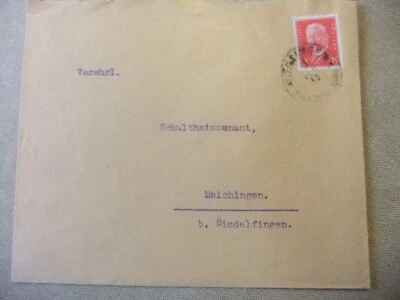 Verehrl.
Schultheissenamt,
Maichingen.
b. Sindelfingen.